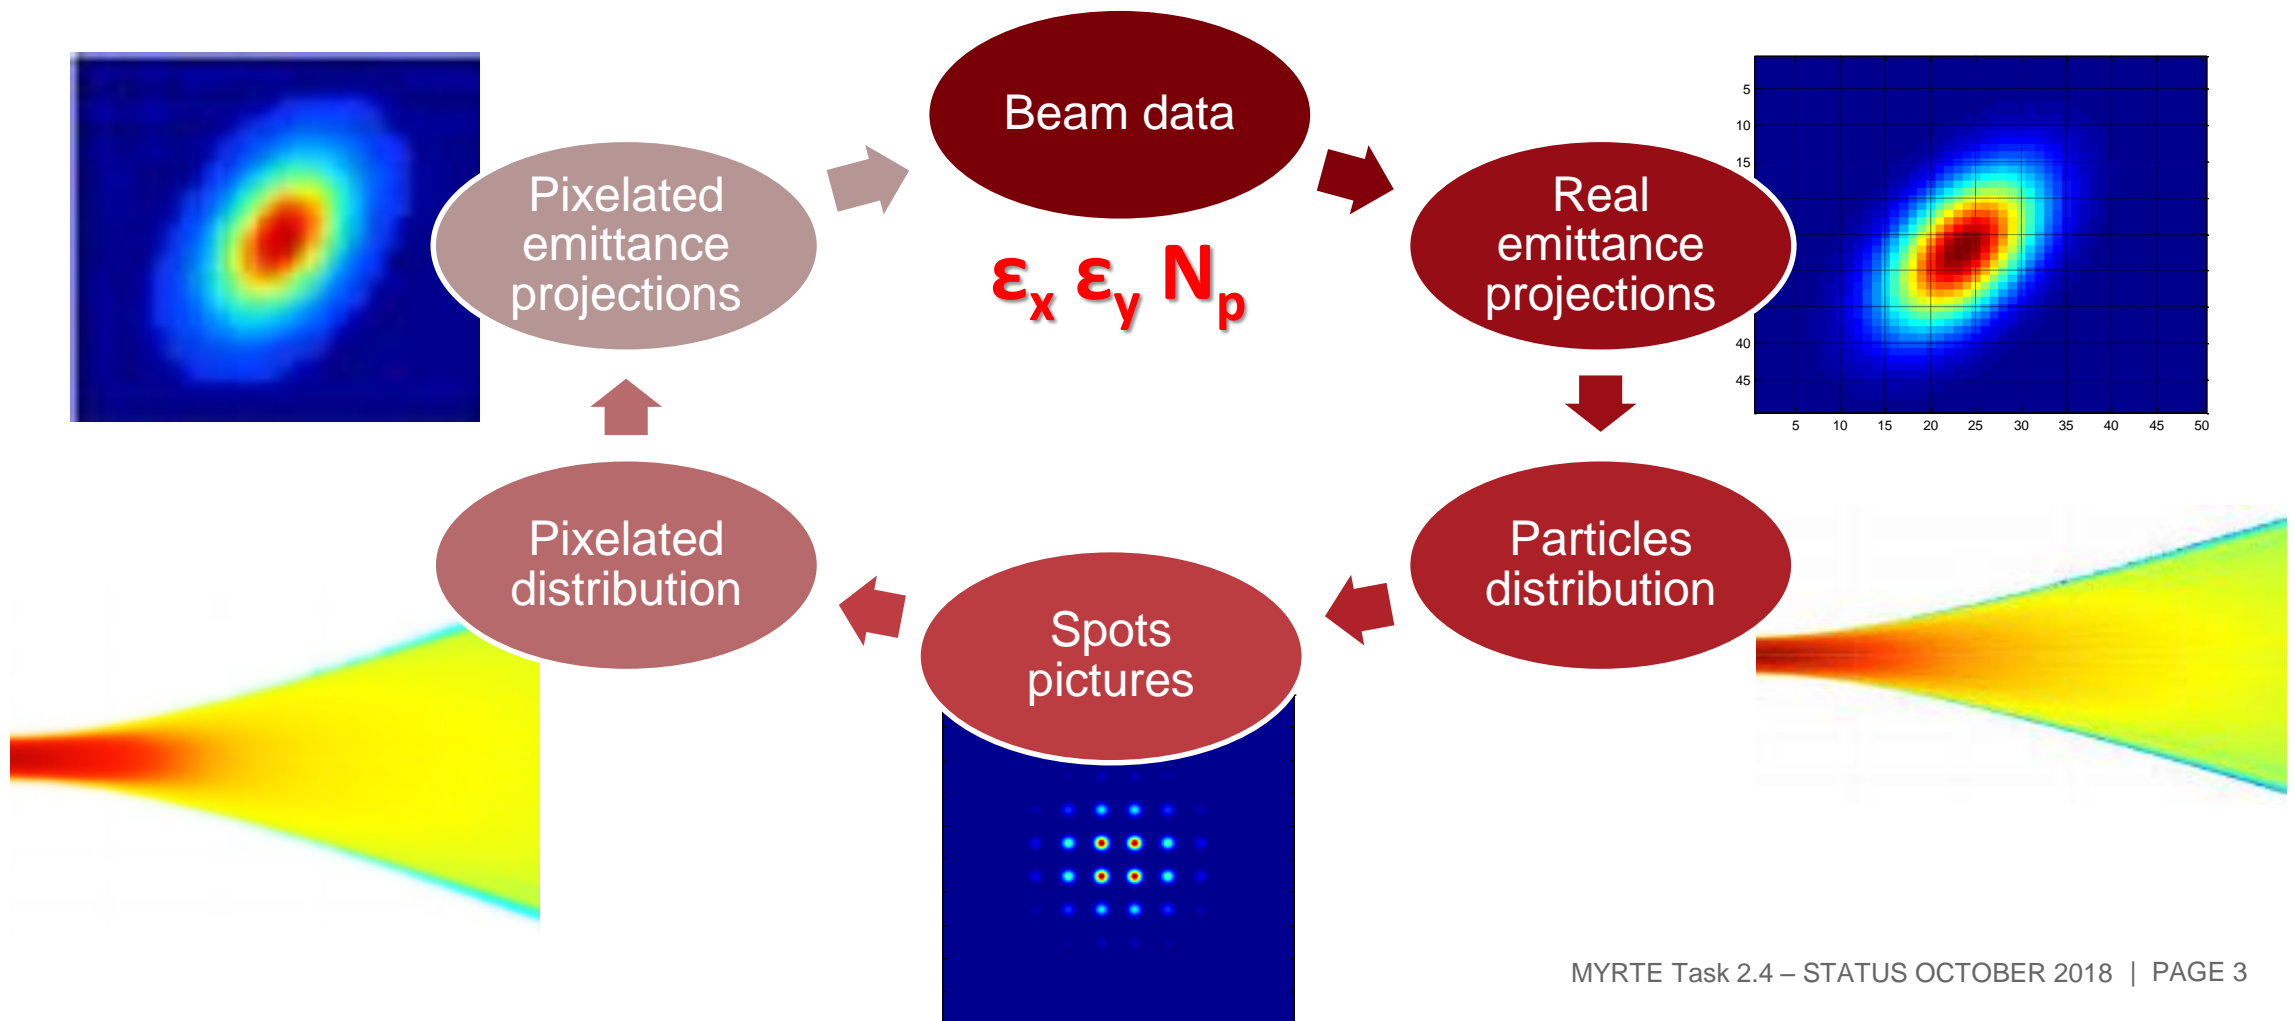 Beam data
εx εy Np
Real
emittance
projections
5
10
15
40
45
5 10 15 20 25 30 35 40 45 50
Particles
distribution
Spots
pictures
Pixelated
distribution
Pixelated
emittance
projections
MYRTE Task 2.4 – STATUS OCTOBER 2018 | PAGE 3